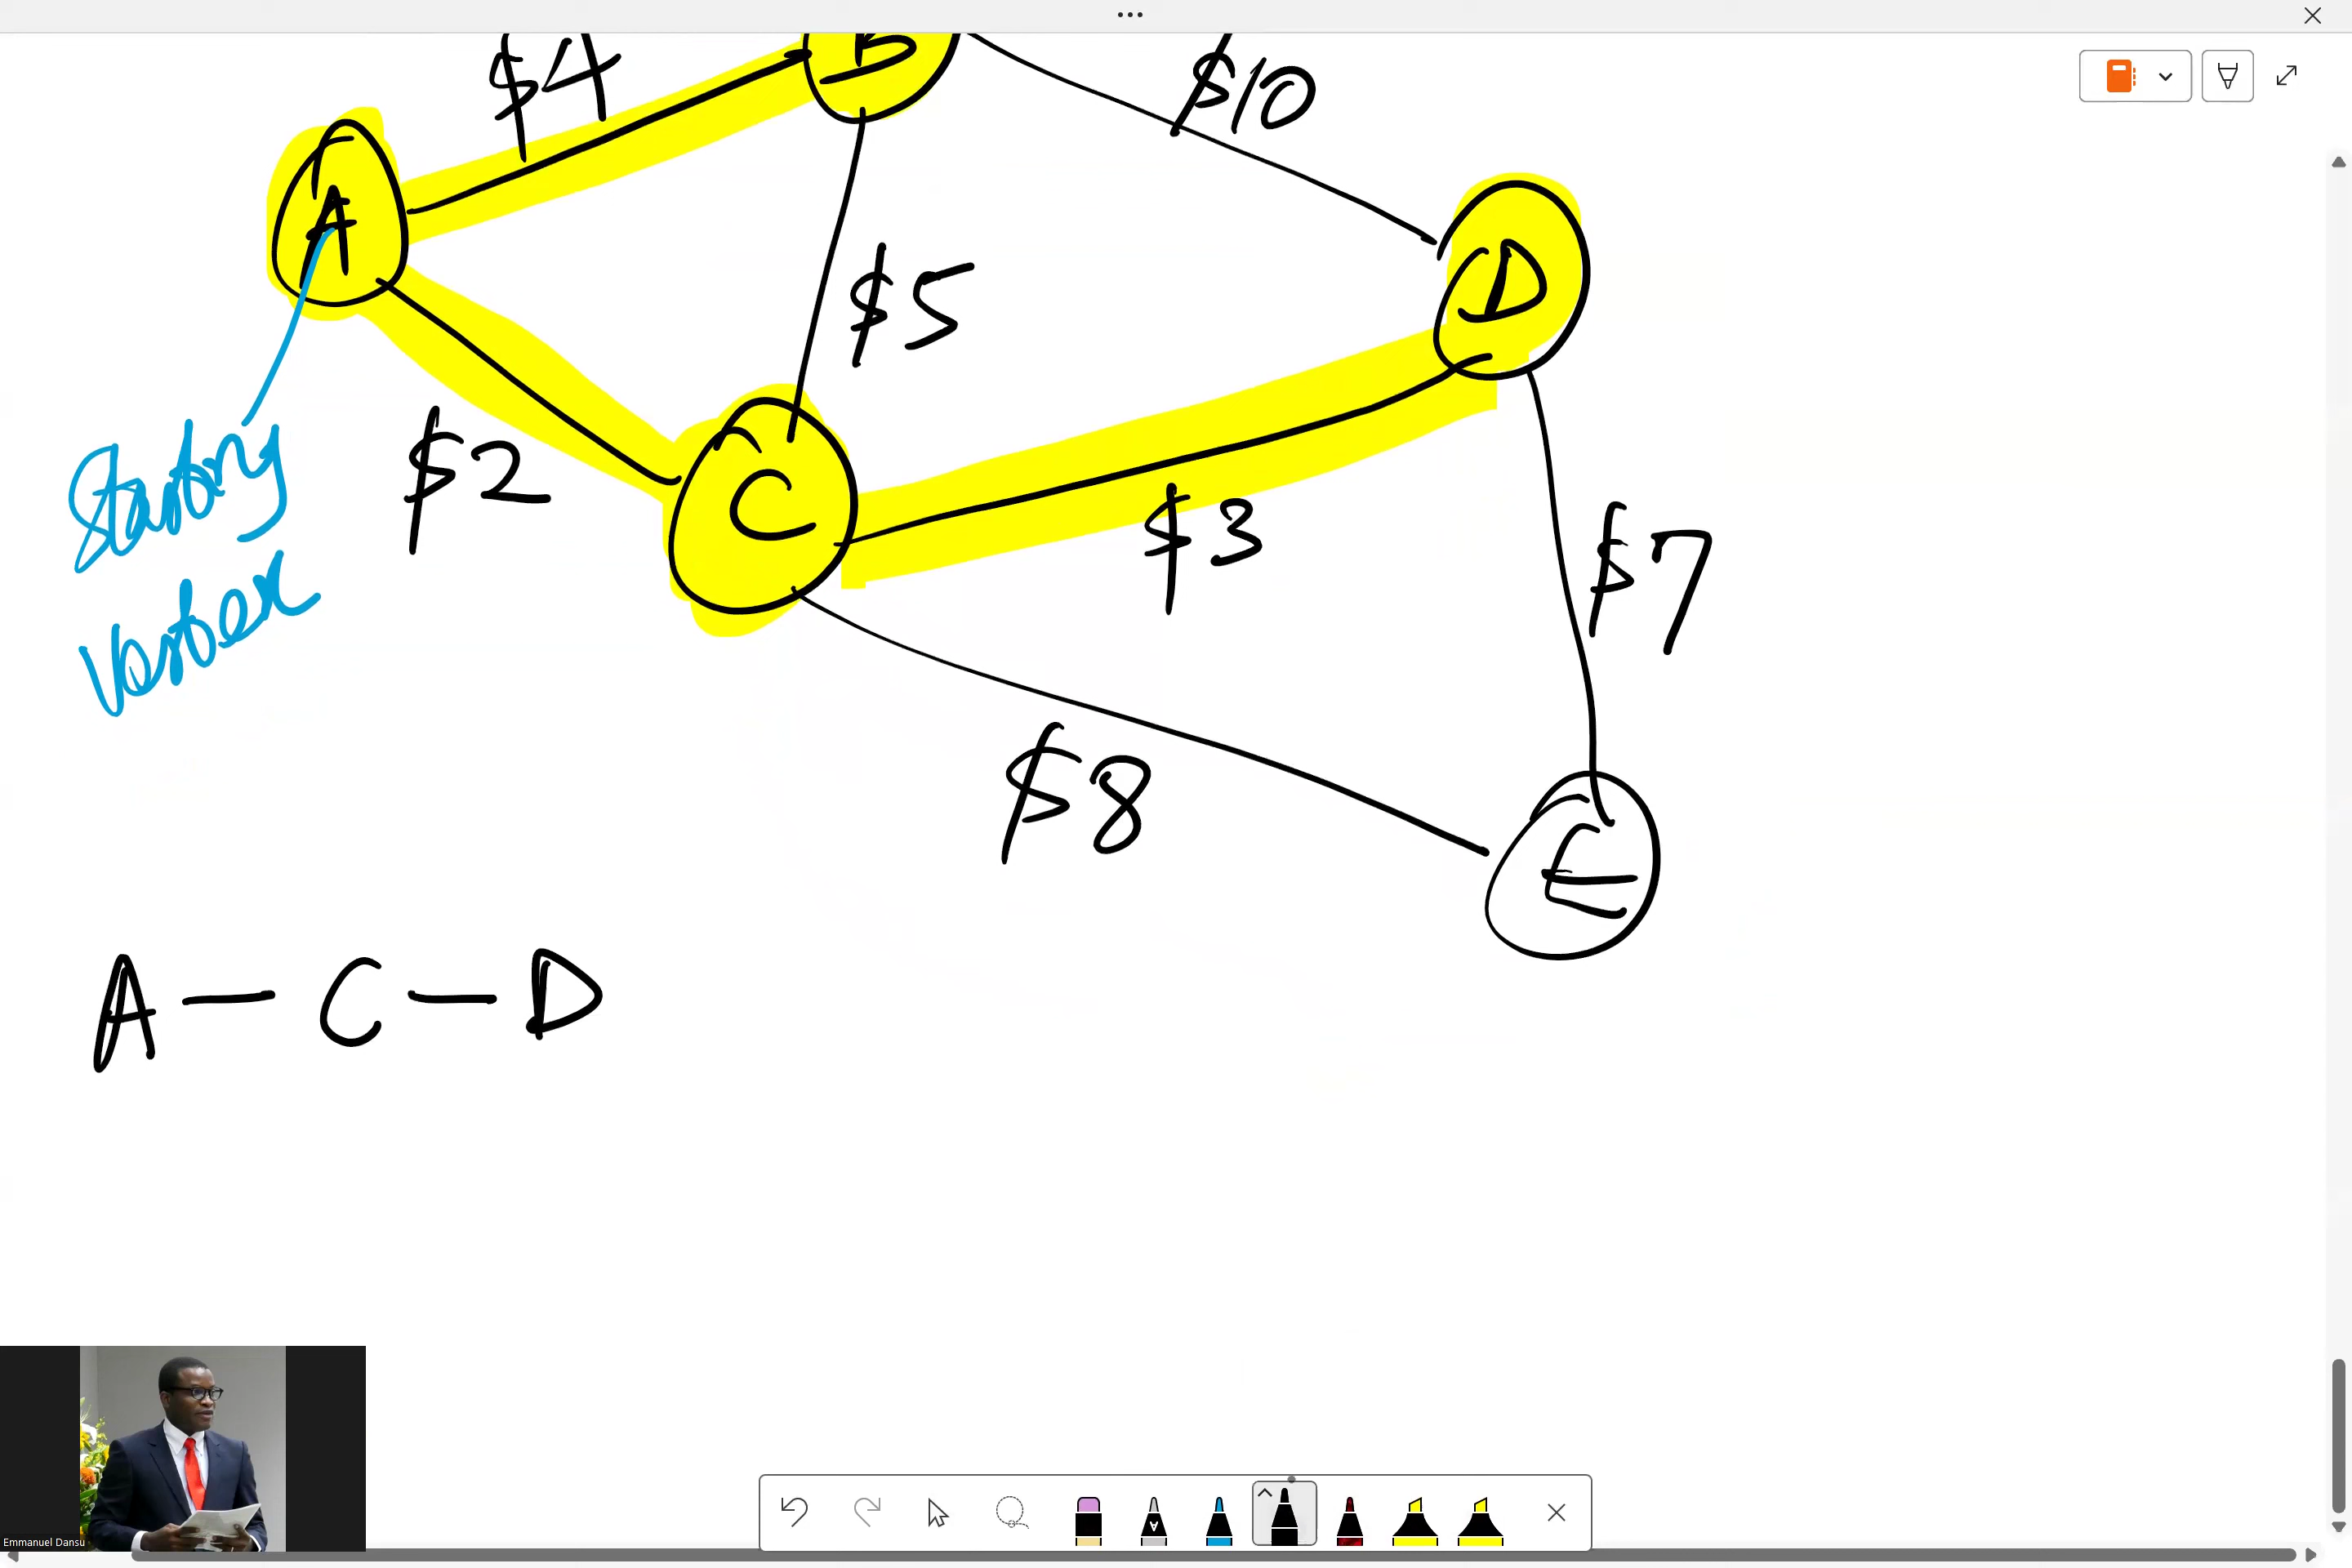 $4
B
$10
A
D
$5
$2
C
$3
$7
Starting
Vertex
$8
E
A — C — D
Emmanuel Dansu